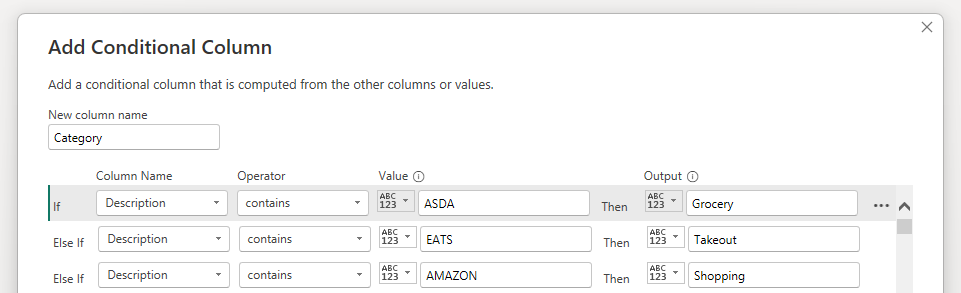 Add Conditional Column
Add a conditional column that is computed from the other columns or values.
New column name
Category
Column Name Operator Value Output
If Description contains ABC 123 ASDA Then ABC 123 Grocery ...
Else If Description contains ABC 123 EATS Then ABC 123 Takeout
Else If Description contains ABC 123 AMAZON Then ABC 123 Shopping